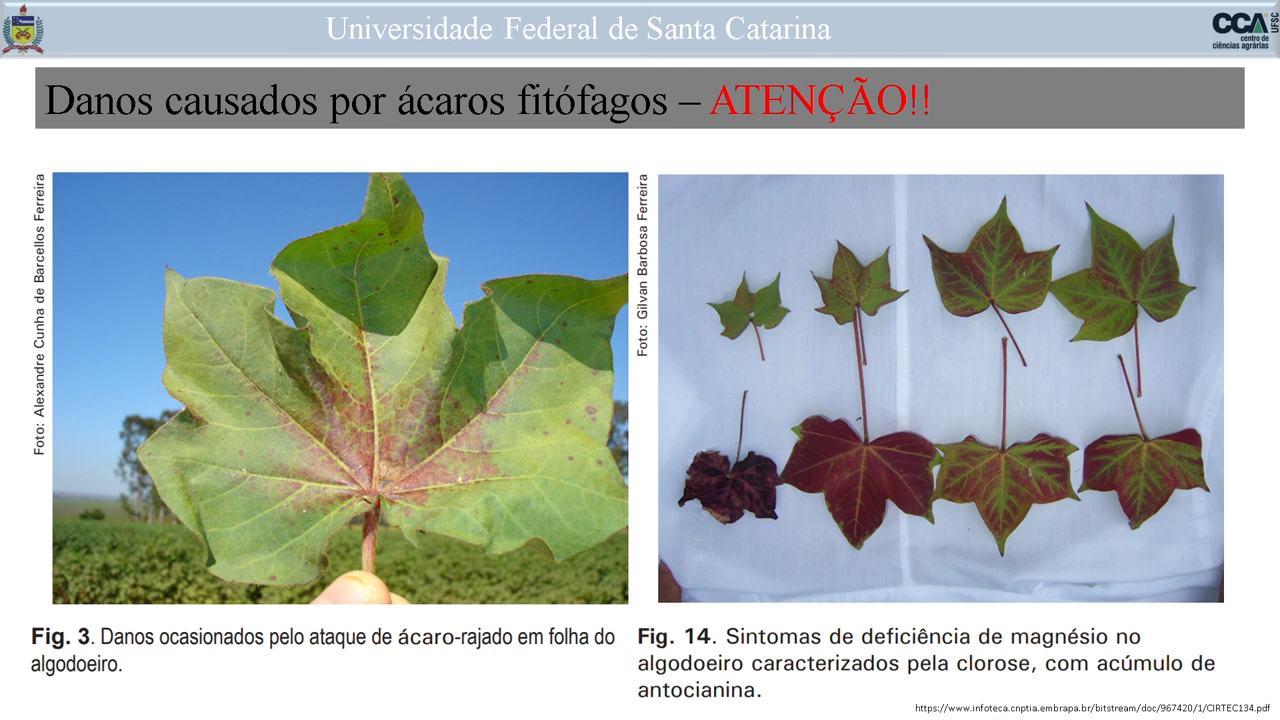 Universidade Federal de Santa Catarina
CCA
UFSC
centro de
ciências agrárias
Danos causados por ácaros fitófagos – ATENÇÃO!!
Foto: Alexandre Cunha de Barcellos Ferreira
Foto: Gilvan Barbosa Ferreira
Fig. 3. Danos ocasionados pelo ataque de ácaro-rajado em folha do
algodoeiro.
Fig. 14. Sintomas de deficiência de magnésio no
algodoeiro caracterizados pela clorose, com acúmulo de
antocianina.
https://www.infoteca.cnptia.embrapa.br/bitstream/doc/967420/1/CIRTEC134.pdf